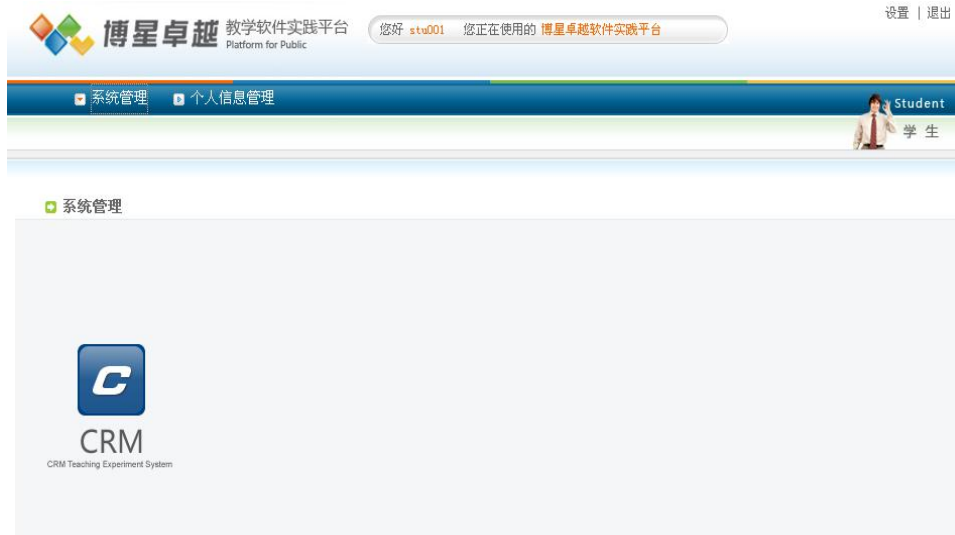 设置 | 退出
博星卓越 教学软件实践平台
Platform for Public
您好 stu001 您正在使用的 博星卓越软件实践平台
系统管理 个人信息管理
Student
学 生
系统管理
C
CRM
CRM Teaching Experiment System